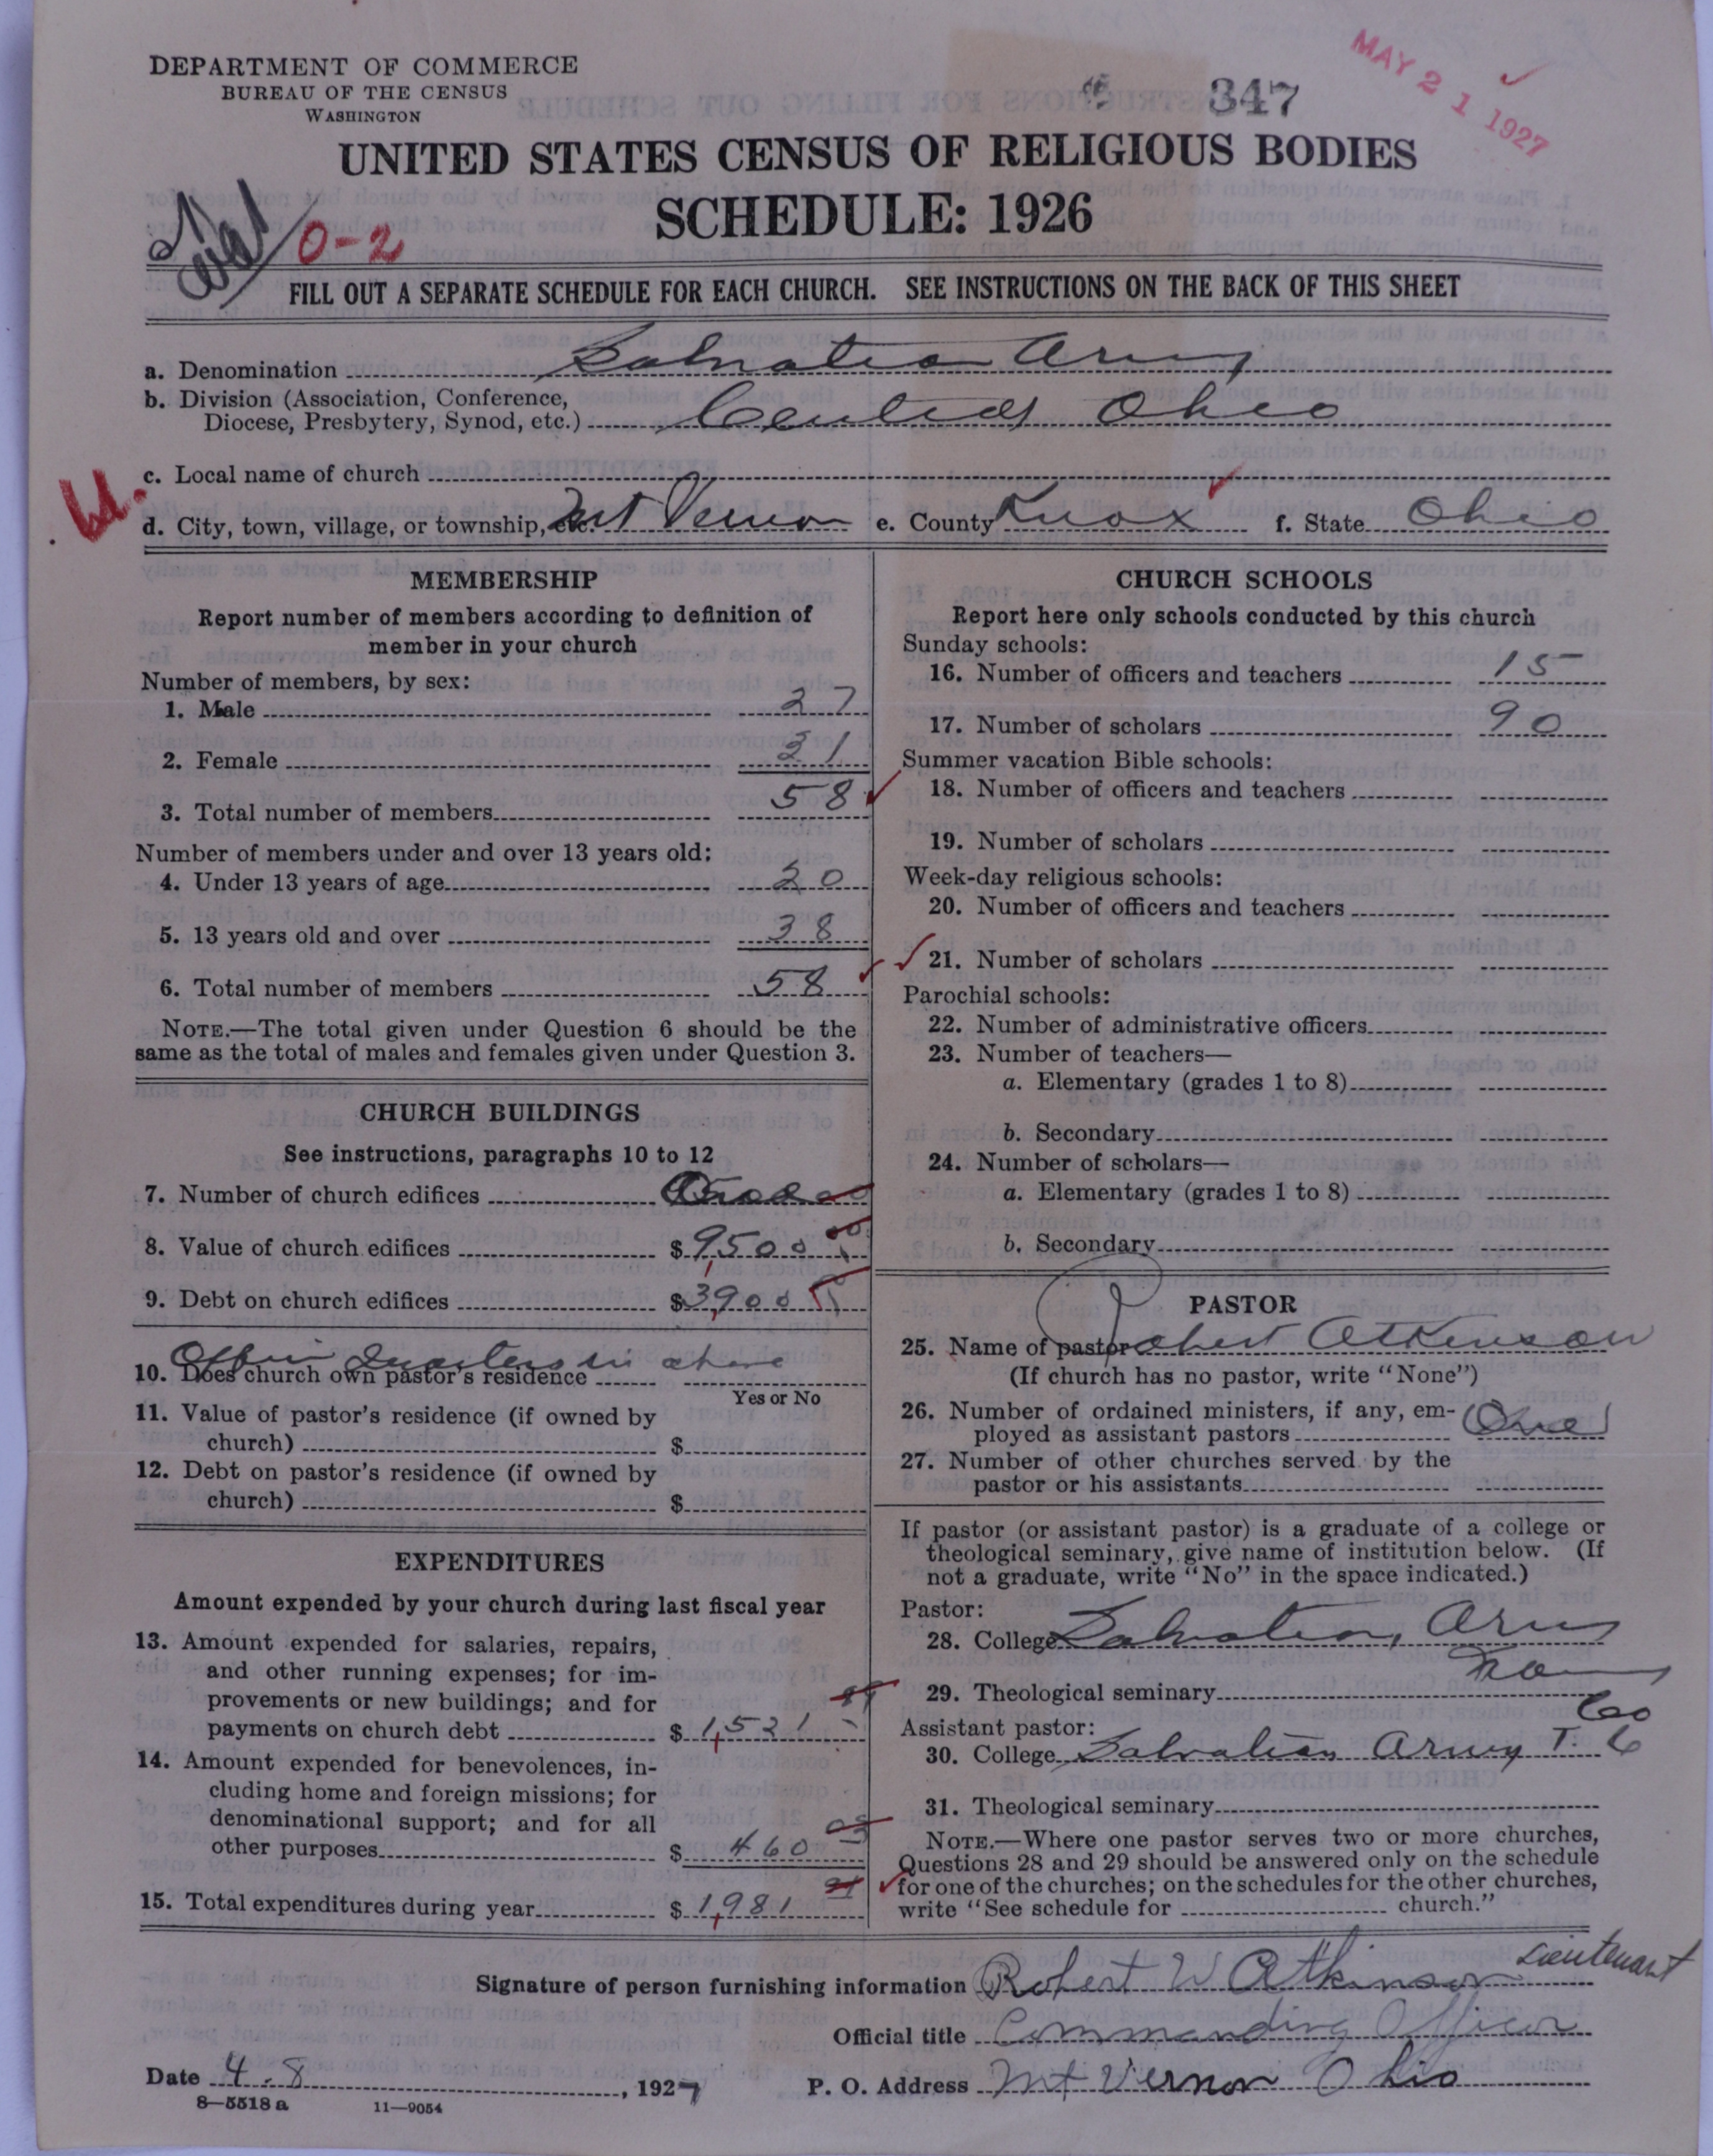 DEPARTMENT OF COMMERCE
BUREAU OF THE CENSUS
WASHINGTON
347
MAY 21 1927
UNITED STATES CENSUS OF RELIGIOUS BODIES
SCHEDULE: 1926
0-2
FILL OUT A SEPARATE SCHEDULE FOR EACH CHURCH. SEE INSTRUCTIONS ON THE BACK OF THIS SHEET
a. Denomination Salvation Army
b. Division (Association, Conference,
Diocese, Presbytery, Synod, etc.) Central Ohio
c. Local name of church
d. City, town, village, or township, etc. Mt Vernon e. County Knox f. State Ohio
MEMBERSHIP
Report number of members according to definition of
member in your church
Number of members, by sex:
1. Male 27
2. Female 31
3. Total number of members 58
Number of members under and over 13 years old:
4. Under 13 years of age 20
5. 13 years old and over 38
6. Total number of members 58
NOTE.—The total given under Question 6 should be the
same as the total of males and females given under Question 3.
CHURCH BUILDINGS
See instructions, paragraphs 10 to 12
7. Number of church edifices
8. Value of church edifices $ 9,500
9. Debt on church edifices $ 3,900
Quarters in above
10. Does church own pastor's residence
Yes or No
11. Value of pastor's residence (if owned by
church) $
12. Debt on pastor's residence (if owned by
church) $
EXPENDITURES
Amount expended by your church during last fiscal year
13. Amount expended for salaries, repairs,
and other running expenses; for im-
provements or new buildings; and for
payments on church debt $ 1,521
14. Amount expended for benevolences, in-
cluding home and foreign missions; for
denominational support; and for all
other purposes $ 460
15. Total expenditures during year $ 1,981
CHURCH SCHOOLS
Report here only schools conducted by this church
Sunday schools:
16. Number of officers and teachers 15
17. Number of scholars 90
Summer vacation Bible schools:
18. Number of officers and teachers
19. Number of scholars
Week-day religious schools:
20. Number of officers and teachers
21. Number of scholars
Parochial schools:
22. Number of administrative officers
23. Number of teachers—
a. Elementary (grades 1 to 8)
b. Secondary
24. Number of scholars—
a. Elementary (grades 1 to 8)
b. Secondary
PASTOR
25. Name of pastor Robert Atkinson
(If church has no pastor, write "None")
26. Number of ordained ministers, if any, em-
ployed as assistant pastors One
27. Number of other churches served by the
pastor or his assistants
If pastor (or assistant pastor) is a graduate of a college or
theological seminary, give name of institution below. (If
not a graduate, write "No" in the space indicated.)
Pastor:
28. College Salvation Army
29. Theological seminary
Assistant pastor:
30. College Salvation Army T. C
31. Theological seminary
NOTE.—Where one pastor serves two or more churches,
Questions 28 and 29 should be answered only on the schedule
for one of the churches; on the schedules for the other churches,
write "See schedule for church."
Signature of person furnishing information Robert W Atkinson Lieutenant
Official title Commanding Officer
Date 4-8, 1927 P. O. Address Mt Vernon Ohio
8—5518 a 11—9054